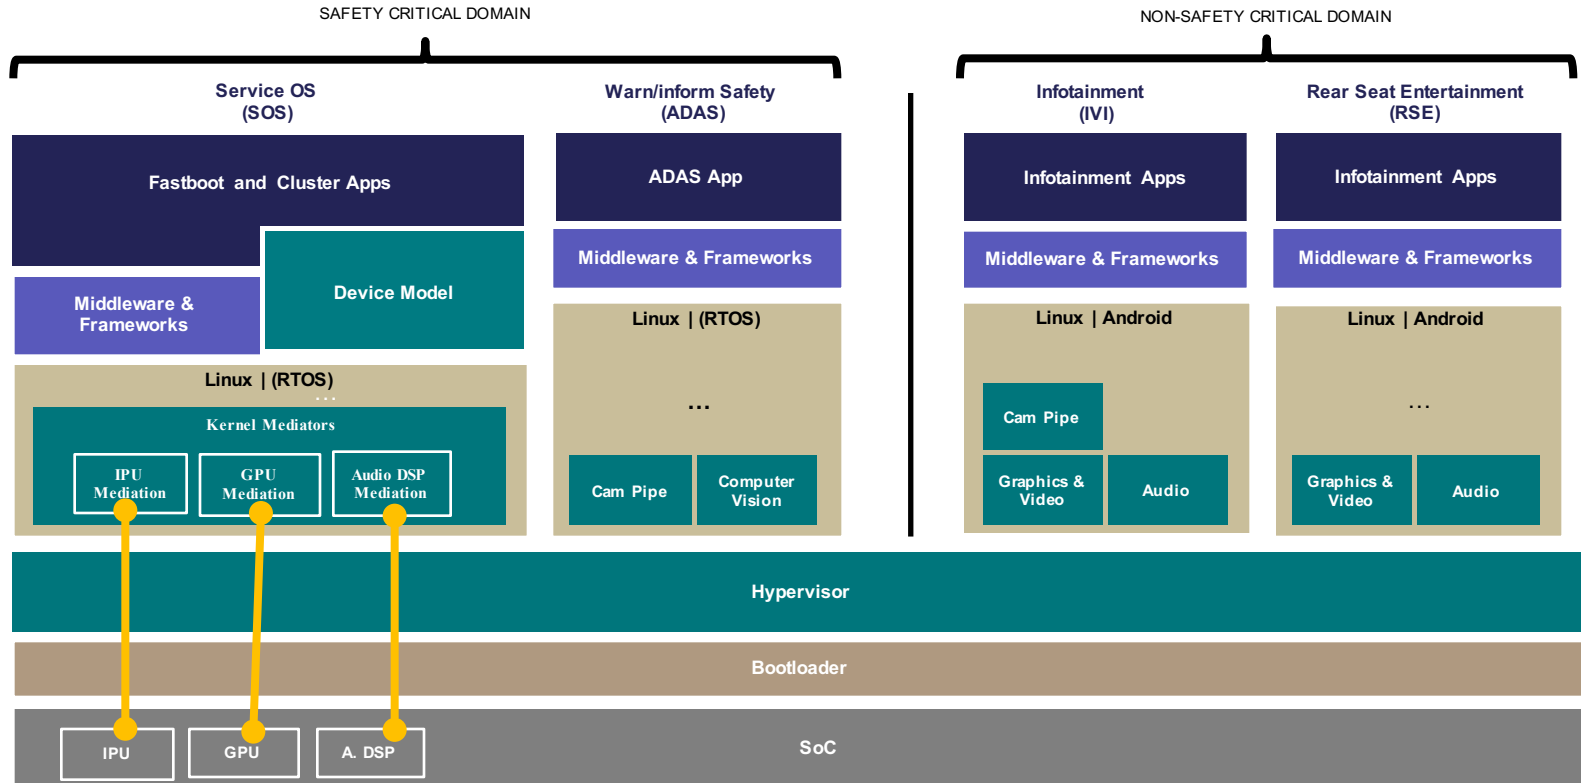 SAFETY CRITICAL DOMAIN
NON-SAFETY CRITICAL DOMAIN
Service OS
(SOS)
Warn/inform Safety
(ADAS)
Infotainment
(IVI)
Rear Seat Entertainment
(RSE)
Fastboot and Cluster Apps
ADAS App
Infotainment Apps
Infotainment Apps
Device Model
Middleware &
Frameworks
Middleware & Frameworks
Middleware & Frameworks
Middleware & Frameworks
Linux | (RTOS)
...
Kernel Mediators
IPU
Mediation
GPU
Mediation
Audio DSP
Mediation
Linux | (RTOS)
...
Cam Pipe
Computer
Vision
Linux | Android
Cam Pipe
Graphics &
Video
Audio
Linux | Android
...
Graphics &
Video
Audio
Hypervisor
Bootloader
SoC
IPU
GPU
A. DSP